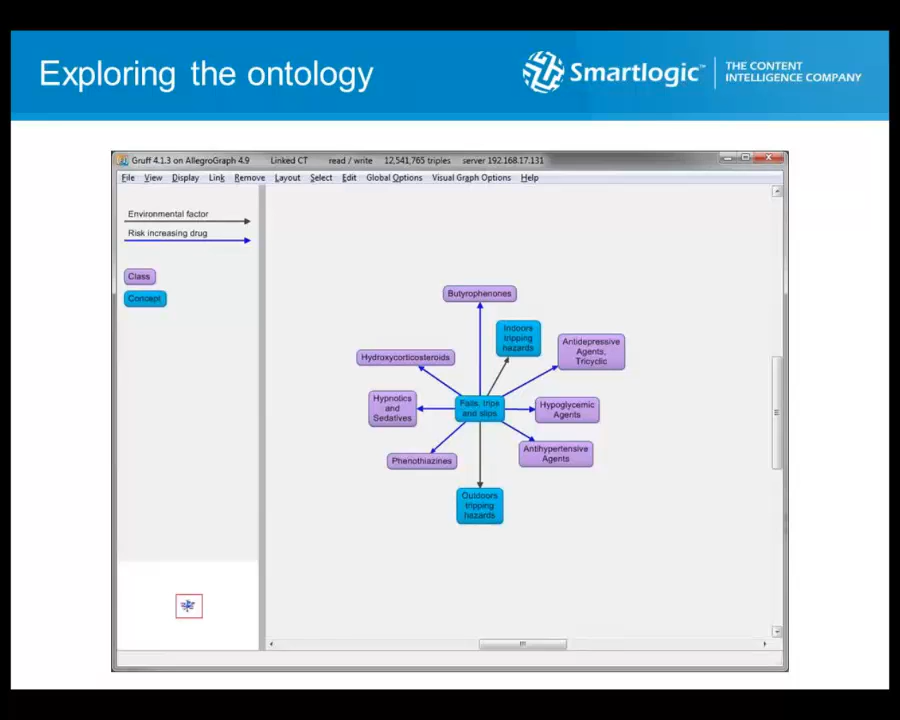 Exploring the ontology
Smartlogic™
THE CONTENT
INTELLIGENCE COMPANY
Gruff 4.1.3 on AllegroGraph 4.9 Linked CT read / write 12,541,765 triples server 192.168.17.131
File View Display Link Remove Layout Select Edit Global Options Visual Graph Options Help
Environmental factor
Risk increasing drug
Class
Concept
Butyrophenones
Indoors
tripping
hazards
Antidepressive
Agents,
Tricyclic
Hydroxycorticosteroids
Hypnotics
and
Sedatives
Falls, trips
and slips
Hypoglycemic
Agents
Antihypertensive
Agents
Phenothiazines
Outdoors
tripping
hazards